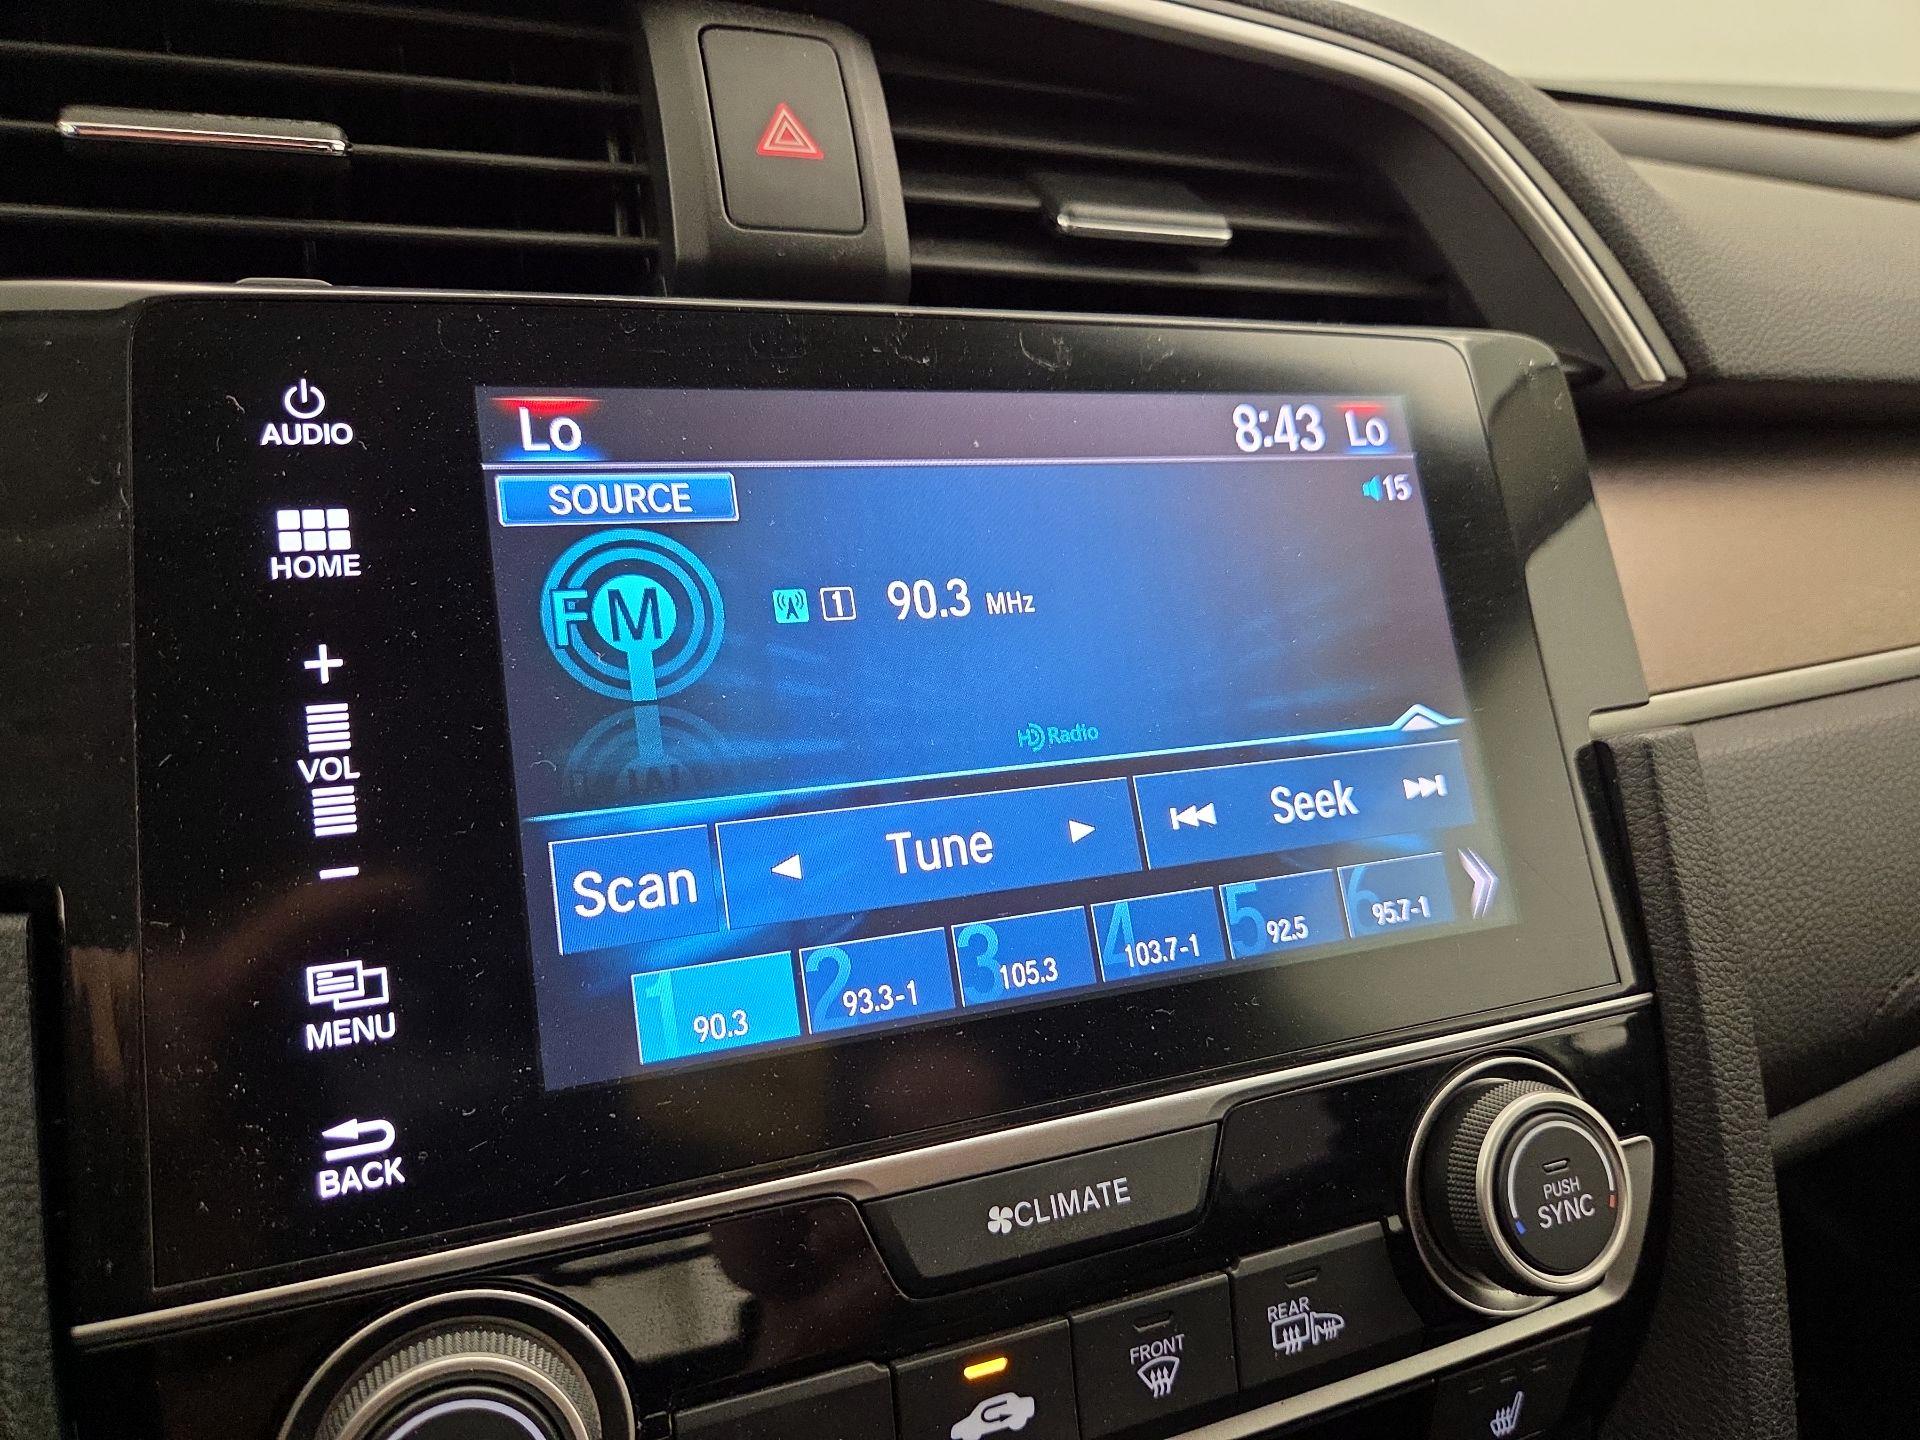 AUDIO
HOME
+
VOL
−
MENU
BACK
Lo
8:43 Lo
SOURCE
15
FM
1 90.3 MHz
HD Radio
Scan
Tune
Seek
1 90.3
2 93.3-1
3 105.3
4 103.7-1
5 92.5
6 95.7-1
CLIMATE
PUSH
SYNC
FRONT
REAR